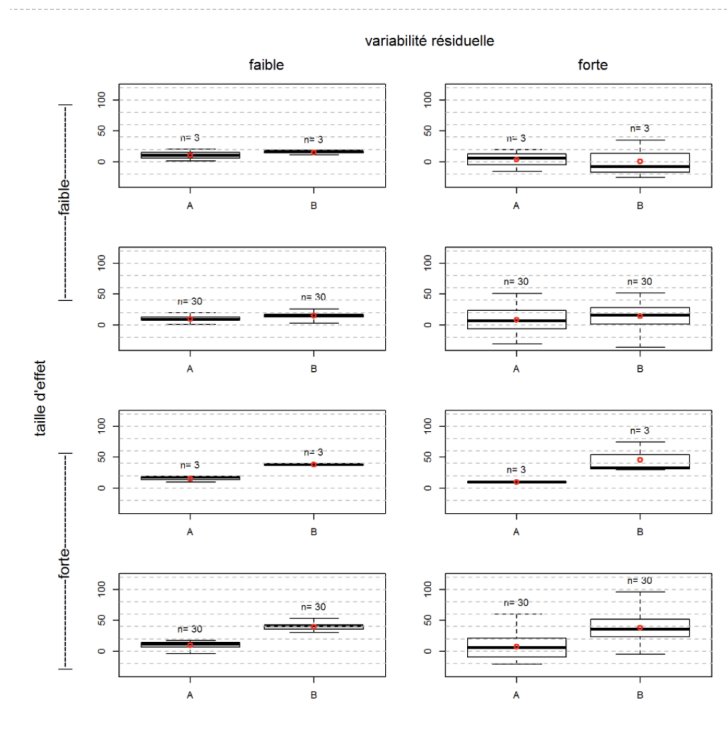 variabilité résiduelle
faible forte
taille d'effet
faible
100
50
0
n= 3 n= 3
A B
100
50
0
n= 3 n= 3
A B
100
50
0
n= 30 n= 30
A B
100
50
0
n= 30 n= 30
A B
forte
100
50
0
n= 3 n= 3
A B
100
50
0
n= 3 n= 3
A B
100
50
0
n= 30 n= 30
A B
100
50
0
n= 30 n= 30
A B